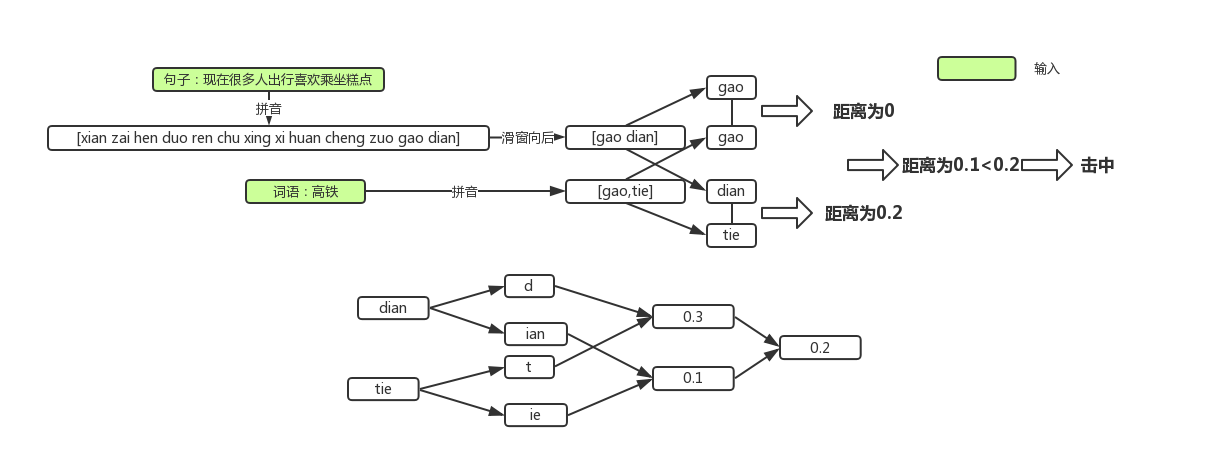 句子：现在很多人出行喜欢乘坐糕点
输入
拼音
[xian zai hen duo ren chu xing xi huan cheng zuo gao dian]
滑窗向后
[gao dian]
gao
gao
距离为0
词语：高铁
拼音
[gao,tie]
dian
tie
距离为0.2
距离为0.1<0.2
击中
dian
d
ian
tie
t
ie
0.3
0.1
0.2